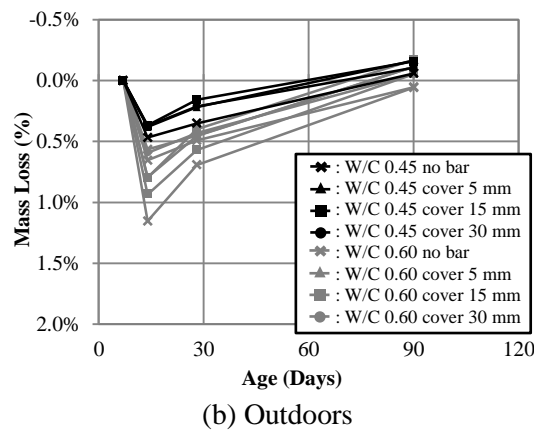 -0.5%
0.0%
0.5%
1.0%
1.5%
2.0%
Mass Loss (%)
: W/C 0.45 no bar
: W/C 0.45 cover 5 mm
: W/C 0.45 cover 15 mm
: W/C 0.45 cover 30 mm
: W/C 0.60 no bar
: W/C 0.60 cover 5 mm
: W/C 0.60 cover 15 mm
: W/C 0.60 cover 30 mm
0 30 60 90 120
Age (Days)
(b) Outdoors